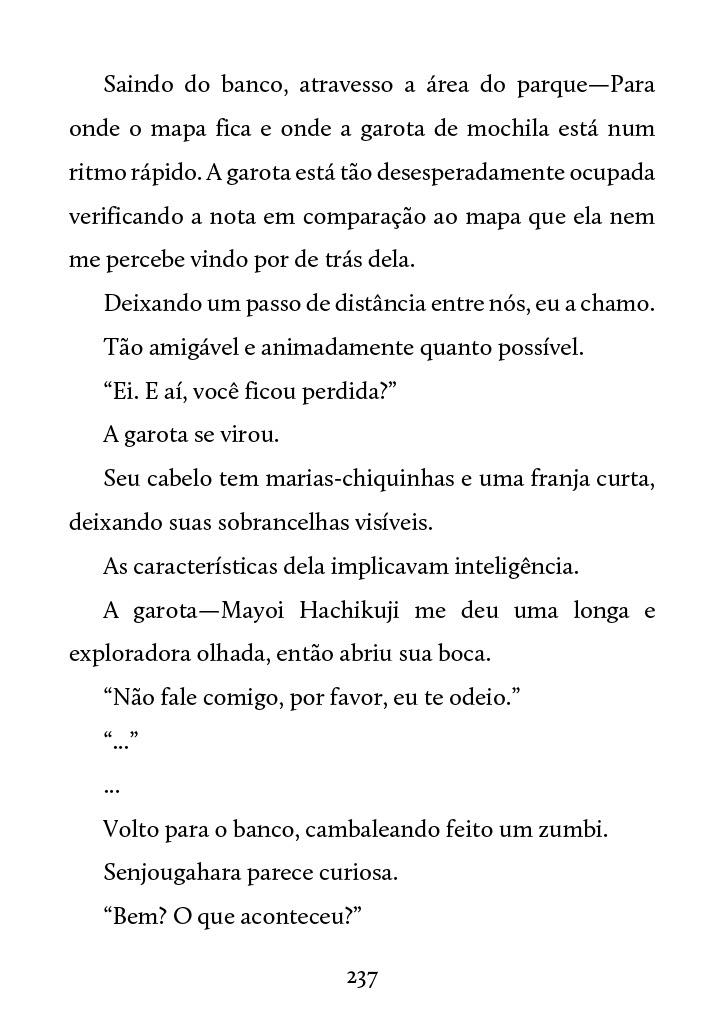 Saindo do banco, atravesso a área do parque—Para
onde o mapa fica e onde a garota de mochila está num
ritmo rápido. A garota está tão desesperadamente ocupada
verificando a nota em comparação ao mapa que ela nem
me percebe vindo por de trás dela.
Deixando um passo de distância entre nós, eu a chamo.
Tão amigável e animadamente quanto possível.
“Ei. E aí, você ficou perdida?”
A garota se virou.
Seu cabelo tem marias-chiquinhas e uma franja curta,
deixando suas sobrancelhas visíveis.
As características dela implicavam inteligência.
A garota—Mayoi Hachikuji me deu uma longa e
exploradora olhada, então abriu sua boca.
“Não fale comigo, por favor, eu te odeio.”
“...”
...
Volto para o banco, cambaleando feito um zumbi.
Senjougahara parece curiosa.
“Bem? O que aconteceu?”
237